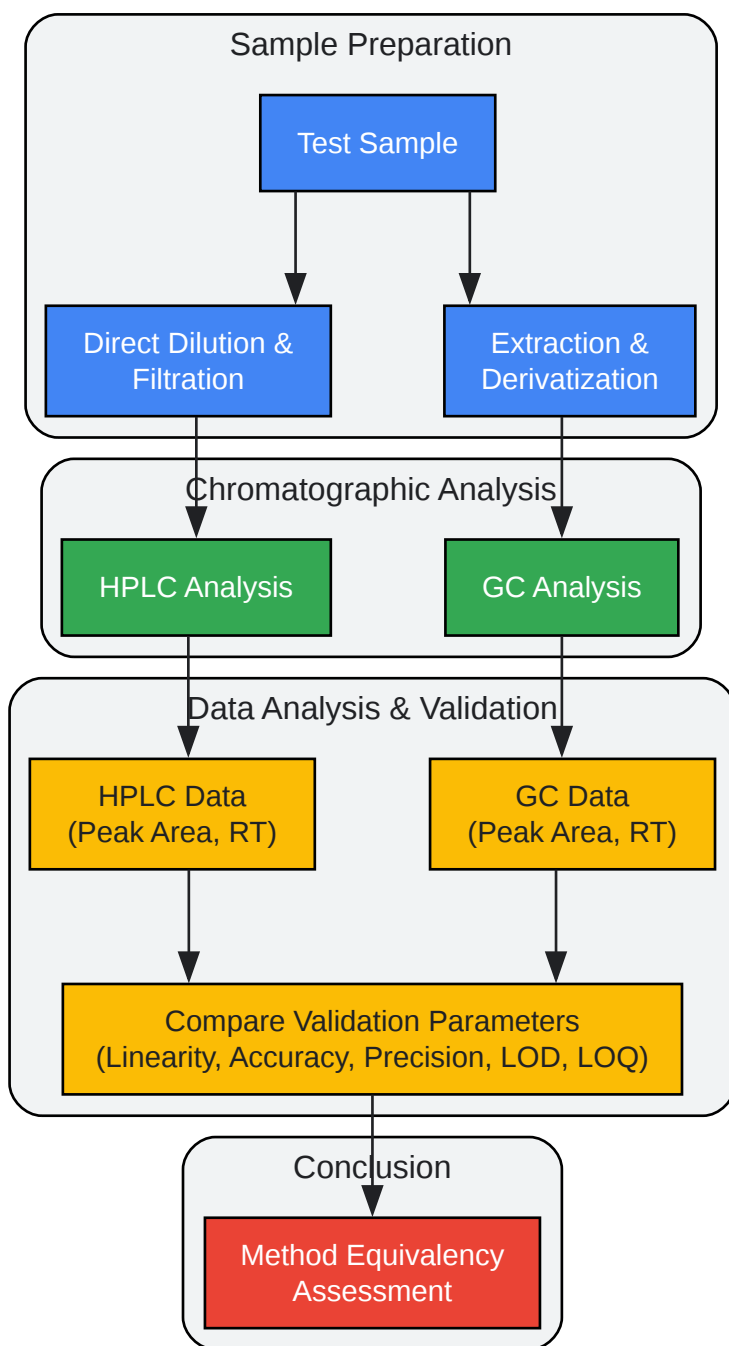 Sample Preparation
Test Sample
Direct Dilution &
Filtration
Extraction &
Derivatization
Chromatographic Analysis
HPLC Analysis
GC Analysis
Data Analysis & Validation
HPLC Data
(Peak Area, RT)
GC Data
(Peak Area, RT)
Compare Validation Parameters
(Linearity, Accuracy, Precision, LOD, LOQ)
Conclusion
Method Equivalency
Assessment